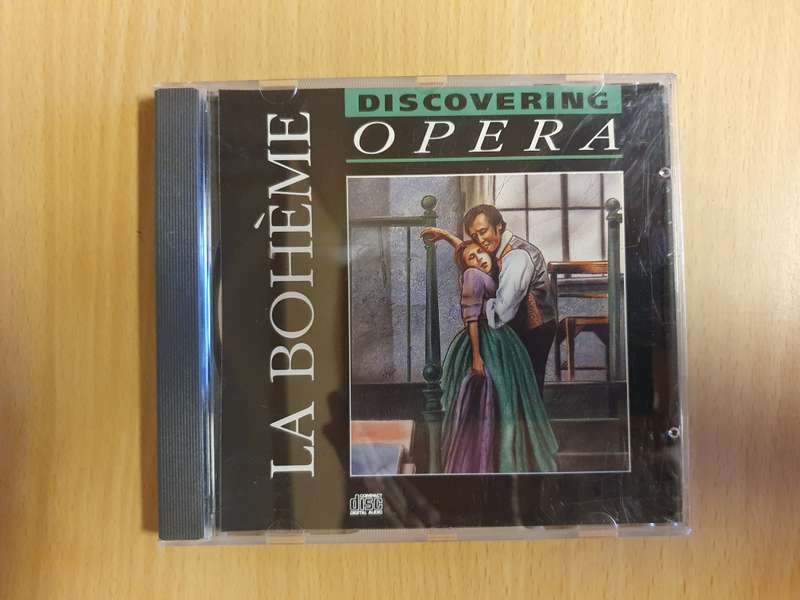 DISCOVERING
OPERA
LA BOHÈME
COMPACT
disc
DIGITAL AUDIO